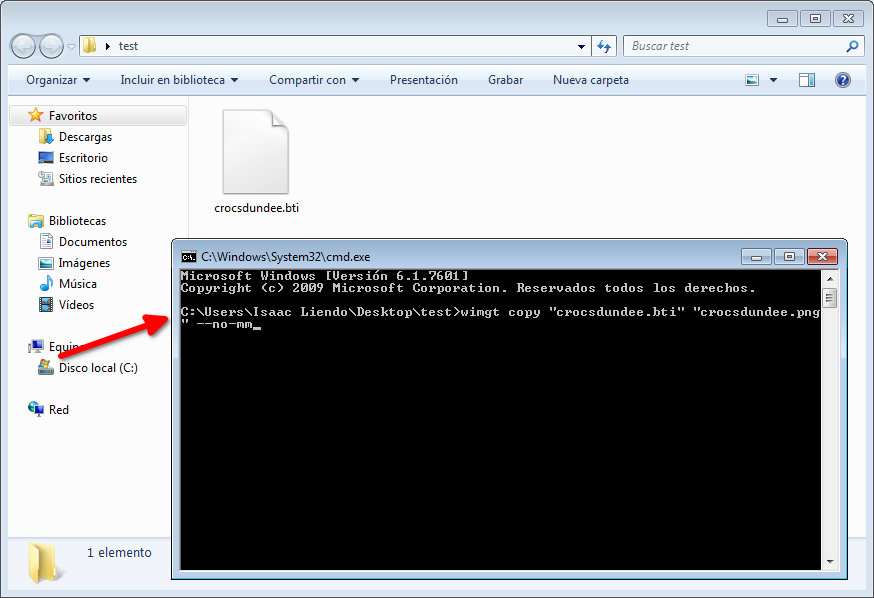 test
Buscar test
Organizar
Incluir en biblioteca
Compartir con
Presentación
Grabar
Nueva carpeta
Favoritos
Descargas
Escritorio
Sitios recientes
Bibliotecas
Documentos
Imágenes
Música
Vídeos
Disco local (C:)
Red
crocsdundee.bti
C:\Windows\System32\cmd.exe
Microsoft Windows [Versión 6.1.7601]
Copyright (c) 2009 Microsoft Corporation. Reservados todos los derechos.
C:\Users\Isaac Liendo\Desktop\test>wimgt copy "crocsdundee.bti" "crocsdundee.png
" --no-mm_
1 elemento